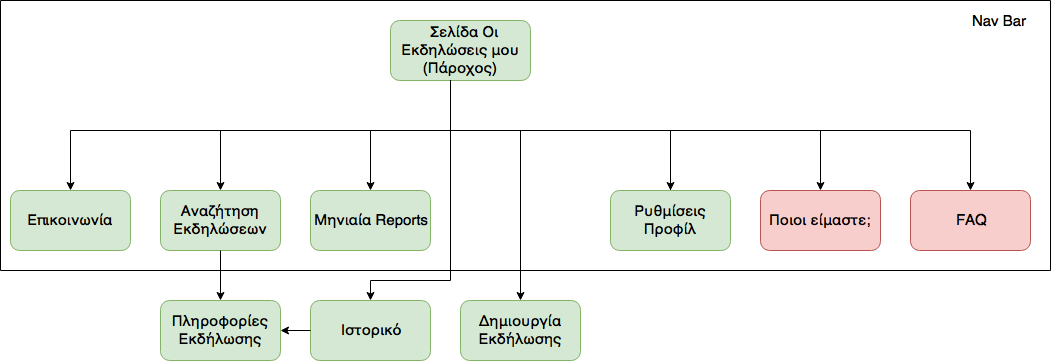 Nav Bar
Σελίδα Οι
Εκδηλώσεις μου
(Πάροχος)
Επικοινωνία
Αναζήτηση
Εκδηλώσεων
Μηνιαία Reports
Ρυθμίσεις
Προφίλ
Ποιοι είμαστε;
FAQ
Πληροφορίες
Εκδήλωσης
Ιστορικό
Δημιουργία
Εκδήλωσης